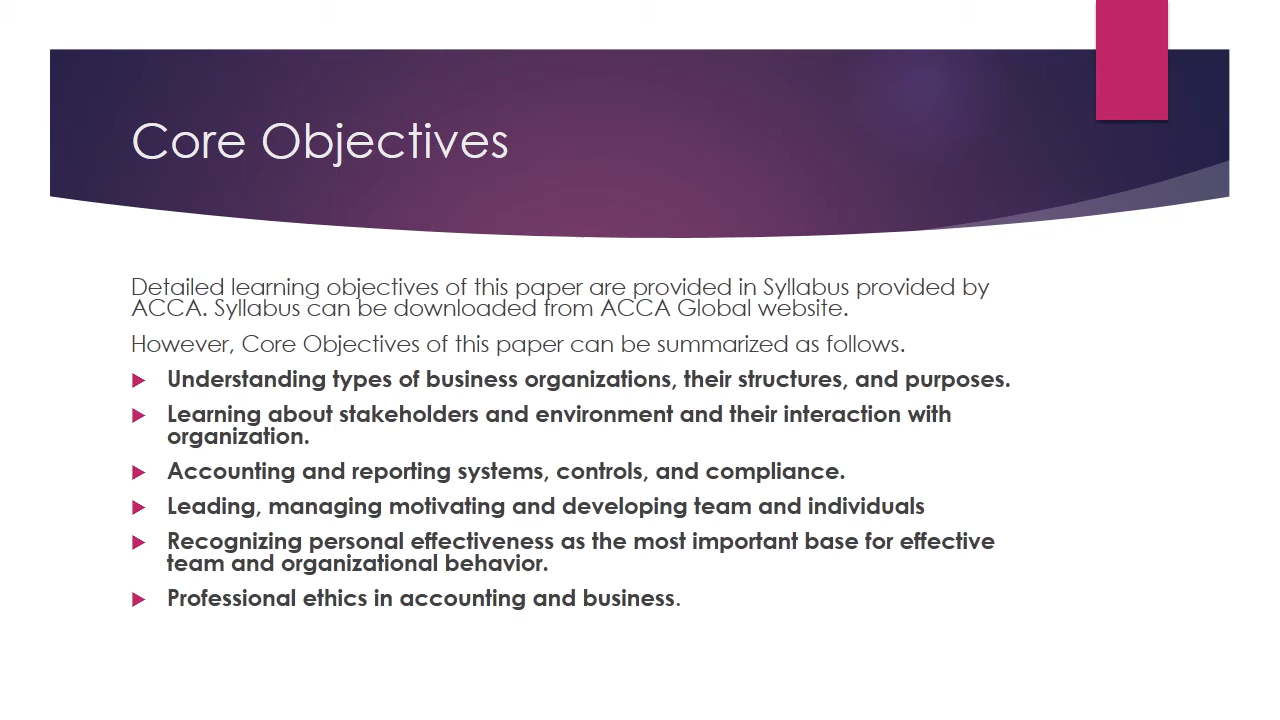 Core Objectives
Detailed learning objectives of this paper are provided in Syllabus provided by
ACCA. Syllabus can be downloaded from ACCA Global website.
However, Core Objectives of this paper can be summarized as follows.
Understanding types of business organizations, their structures, and purposes.
Learning about stakeholders and environment and their interaction with
organization.
Accounting and reporting systems, controls, and compliance.
Leading, managing motivating and developing team and individuals
Recognizing personal effectiveness as the most important base for effective
team and organizational behavior.
Professional ethics in accounting and business.